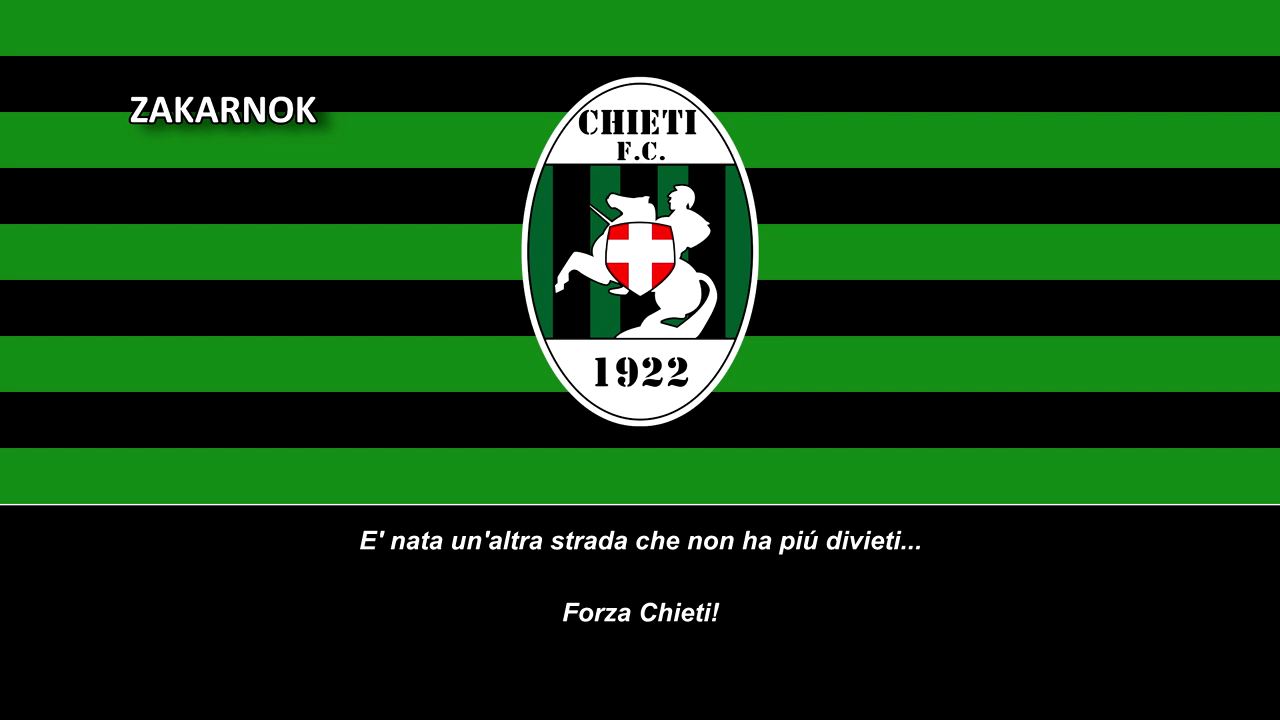 ZAKARNOK
CHIETI
F.C.
1922
E' nata un'altra strada che non ha piú divieti...
Forza Chieti!